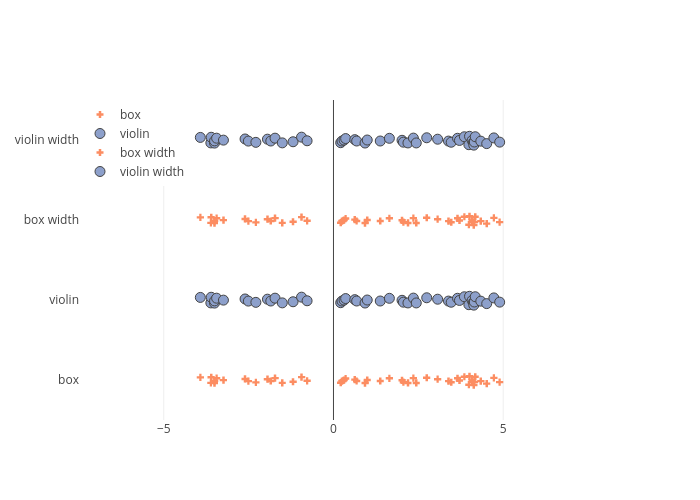 box
violin
box width
violin width
violin width
box width
violin
box
−5
0
5